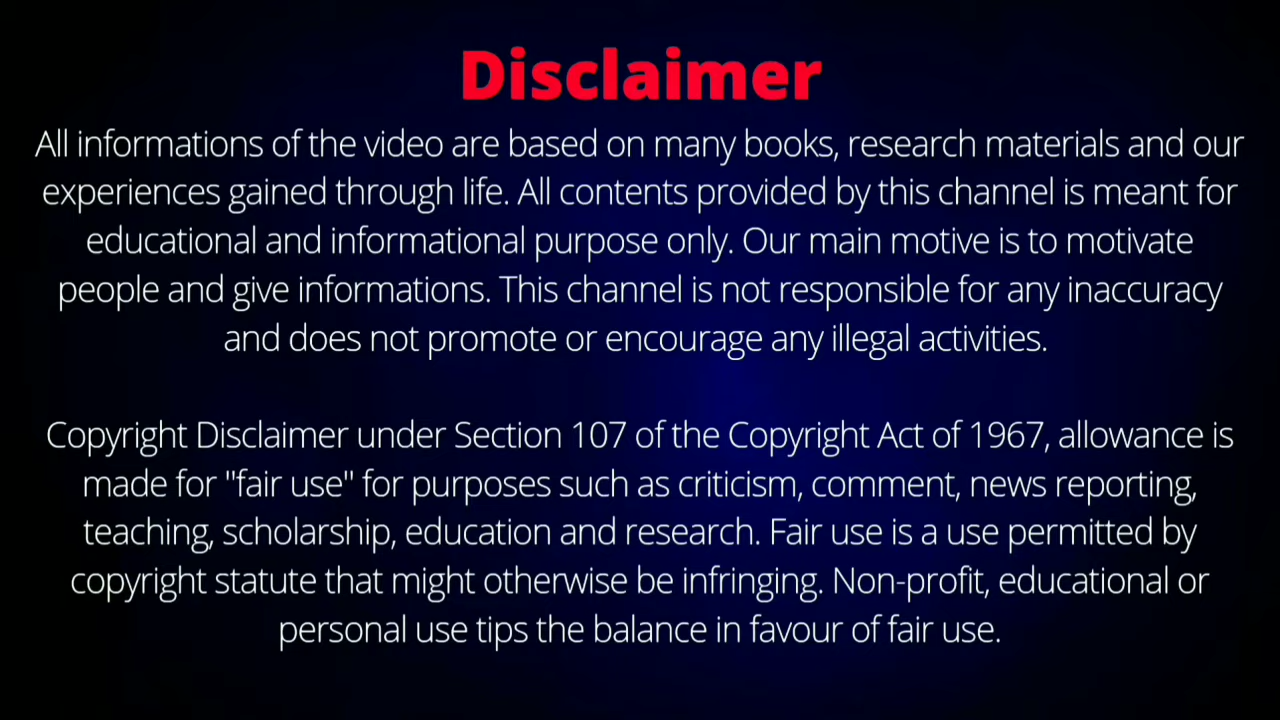 Disclaimer
All informations of the video are based on many books, research materials and our
experiences gained through life. All contents provided by this channel is meant for
educational and informational purpose only. Our main motive is to motivate
people and give informations. This channel is not responsible for any inaccuracy
and does not promote or encourage any illegal activities.
Copyright Disclaimer under Section 107 of the Copyright Act of 1967, allowance is
made for "fair use" for purposes such as criticism, comment, news reporting,
teaching, scholarship, education and research. Fair use is a use permitted by
copyright statute that might otherwise be infringing. Non-profit, educational or
personal use tips the balance in favour of fair use.